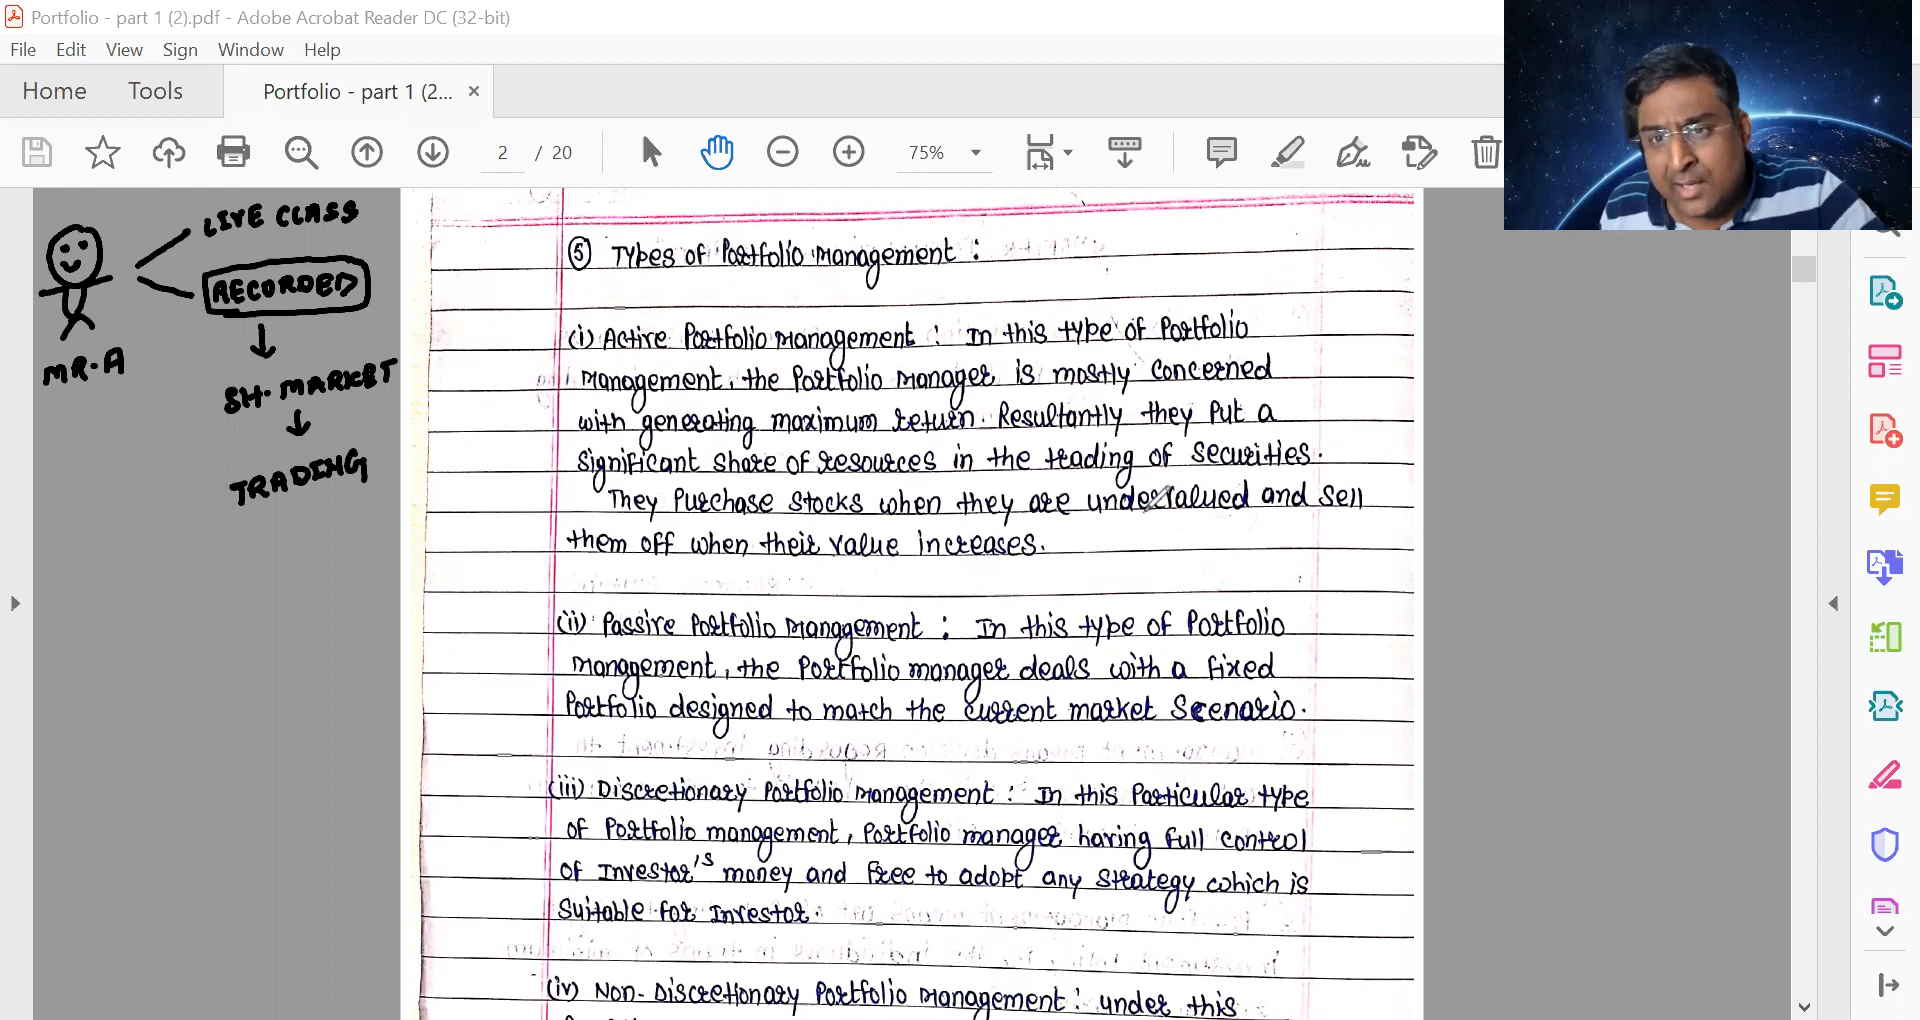 Portfolio - part 1 (2).pdf - Adobe Acrobat Reader DC (32-bit)
File Edit View Sign Window Help
Home Tools Portfolio - part 1 (2... ×
2 / 20 75%
LIVE CLASS
RECORDED
MR. A
SH. MARKET
TRADING
(5) Types of Portfolio Management :
(i) Active Portfolio Management : In this type of Portfolio
Management, the Portfolio Manager is mostly concerned
with generating maximum return. Resultantly they put a
significant share of resources in the trading of securities.
They Purchase stocks when they are undervalued and sell
them off when their value increases.
(ii) Passive Portfolio Management : In this type of Portfolio
Management, the Portfolio manager deals with a fixed
Portfolio designed to match the current market Scenario.
(iii) Discretionary Portfolio Management : In this Particular type
of Portfolio management, Portfolio manager having full control
of Investor's money and free to adopt any strategy which is
Suitable for Investor.
(iv) Non-Discretionary Portfolio Management : under this